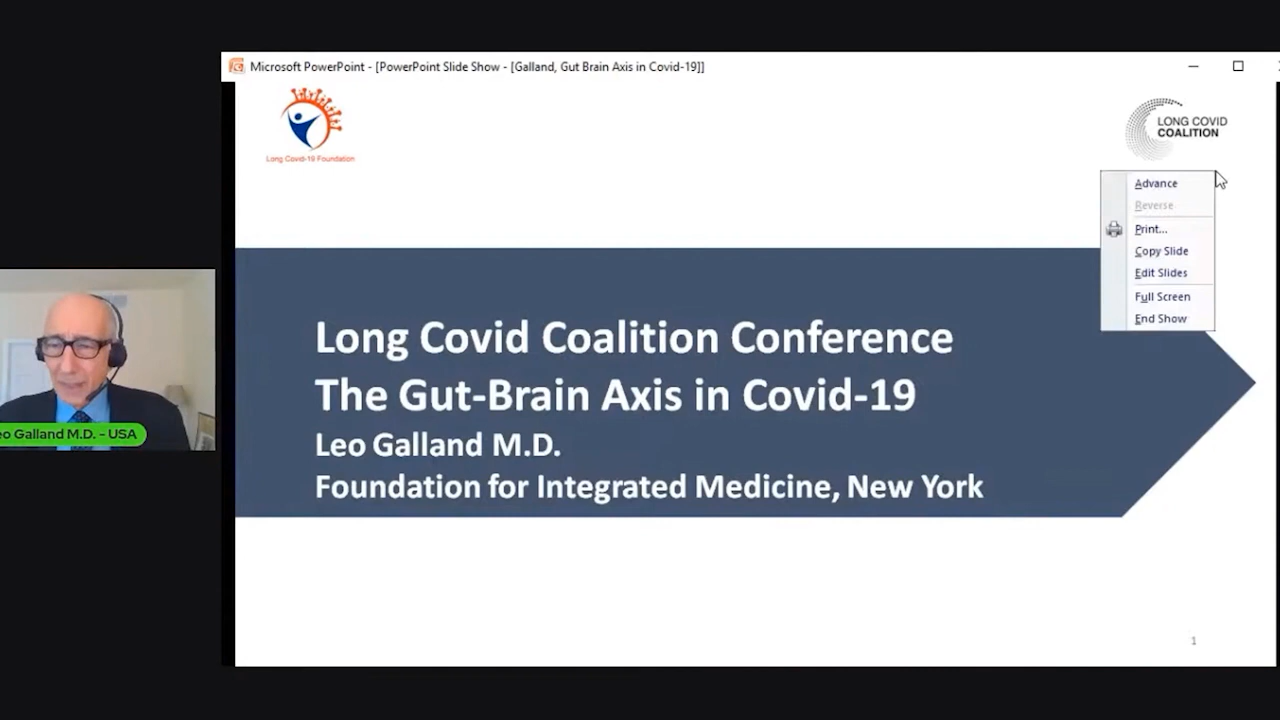 Microsoft PowerPoint - [PowerPoint Slide Show - [Galland, Gut Brain Axis in Covid-19]]
Long Covid-19 Foundation
LONG COVID
COALITION
Advance
Reverse
Print...
Copy Slide
Edit Slides
Full Screen
End Show
Long Covid Coalition Conference
The Gut-Brain Axis in Covid-19
Leo Galland M.D.
Foundation for Integrated Medicine, New York
eo Galland M.D. - USA
1